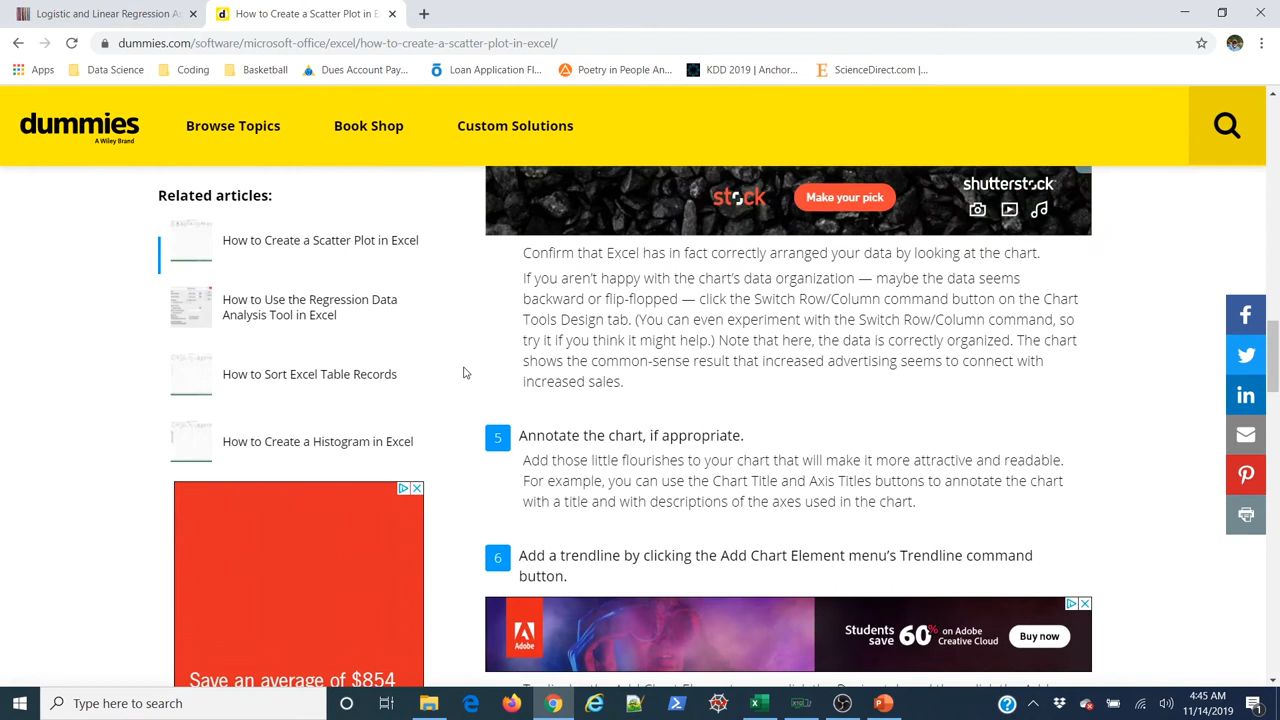 Logistic and Linear Regression As
How to Create a Scatter Plot in E
dummies.com/software/microsoft-office/excel/how-to-create-a-scatter-plot-in-excel/
Apps
Data Science
Coding
Basketball
Dues Account Pay...
Loan Application Fl...
Poetry in People An...
KDD 2019 | Anchor...
ScienceDirect.com |...
dummies
A Wiley Brand
Browse Topics
Book Shop
Custom Solutions
Related articles:
How to Create a Scatter Plot in Excel
How to Use the Regression Data
Analysis Tool in Excel
How to Sort Excel Table Records
How to Create a Histogram in Excel
Save an average of $854
stock
Make your pick
shutterstock
Confirm that Excel has in fact correctly arranged your data by looking at the chart.
If you aren't happy with the chart's data organization — maybe the data seems
backward or flip-flopped — click the Switch Row/Column command button on the Chart
Tools Design tab. (You can even experiment with the Switch Row/Column command, so
try it if you think it might help.) Note that here, the data is correctly organized. The chart
shows the common-sense result that increased advertising seems to connect with
increased sales.
5 Annotate the chart, if appropriate.
Add those little flourishes to your chart that will make it more attractive and readable.
For example, you can use the Chart Title and Axis Titles buttons to annotate the chart
with a title and with descriptions of the axes used in the chart.
6 Add a trendline by clicking the Add Chart Element menu's Trendline command
button.
Adobe
Students
save 60% on Adobe
Creative Cloud
Buy now
Type here to search
4:45 AM
11/14/2019